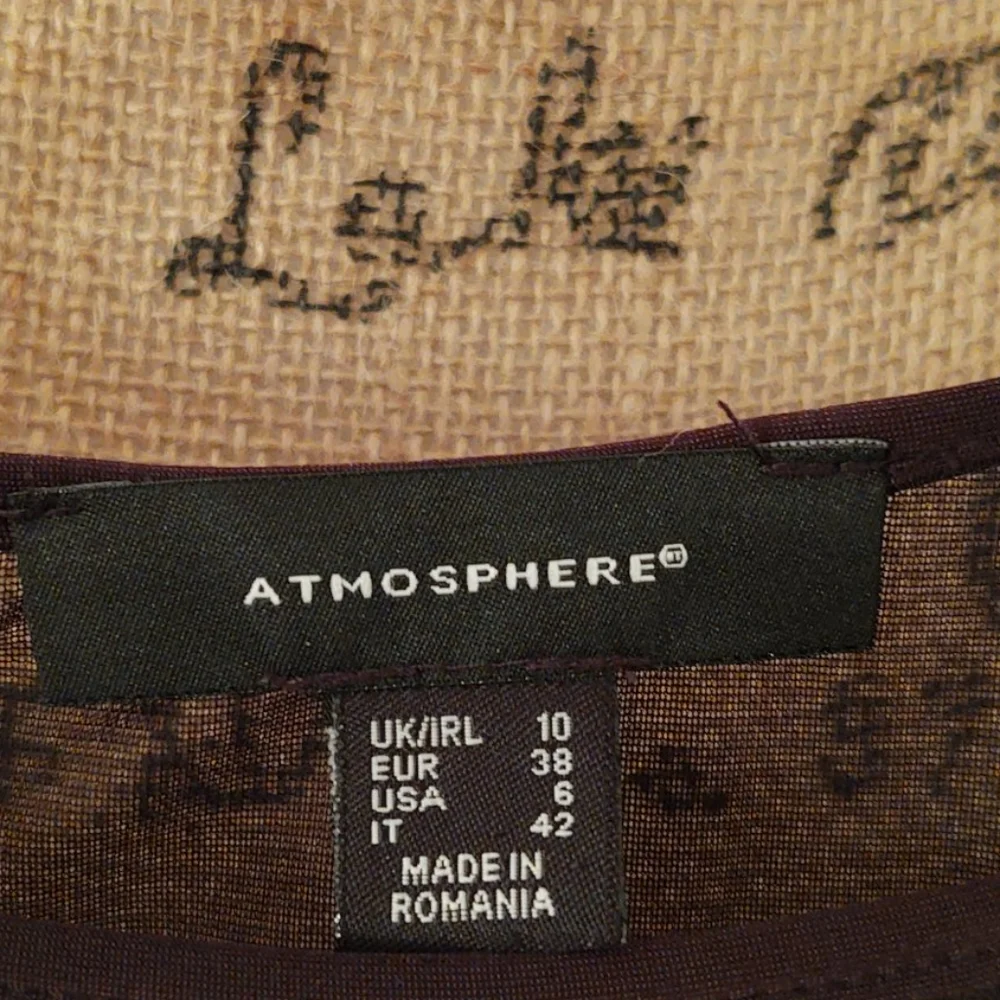 ATMOSPHERE
UK/IRL 10
EUR 38
USA 6
IT 42
MADE IN
ROMANIA